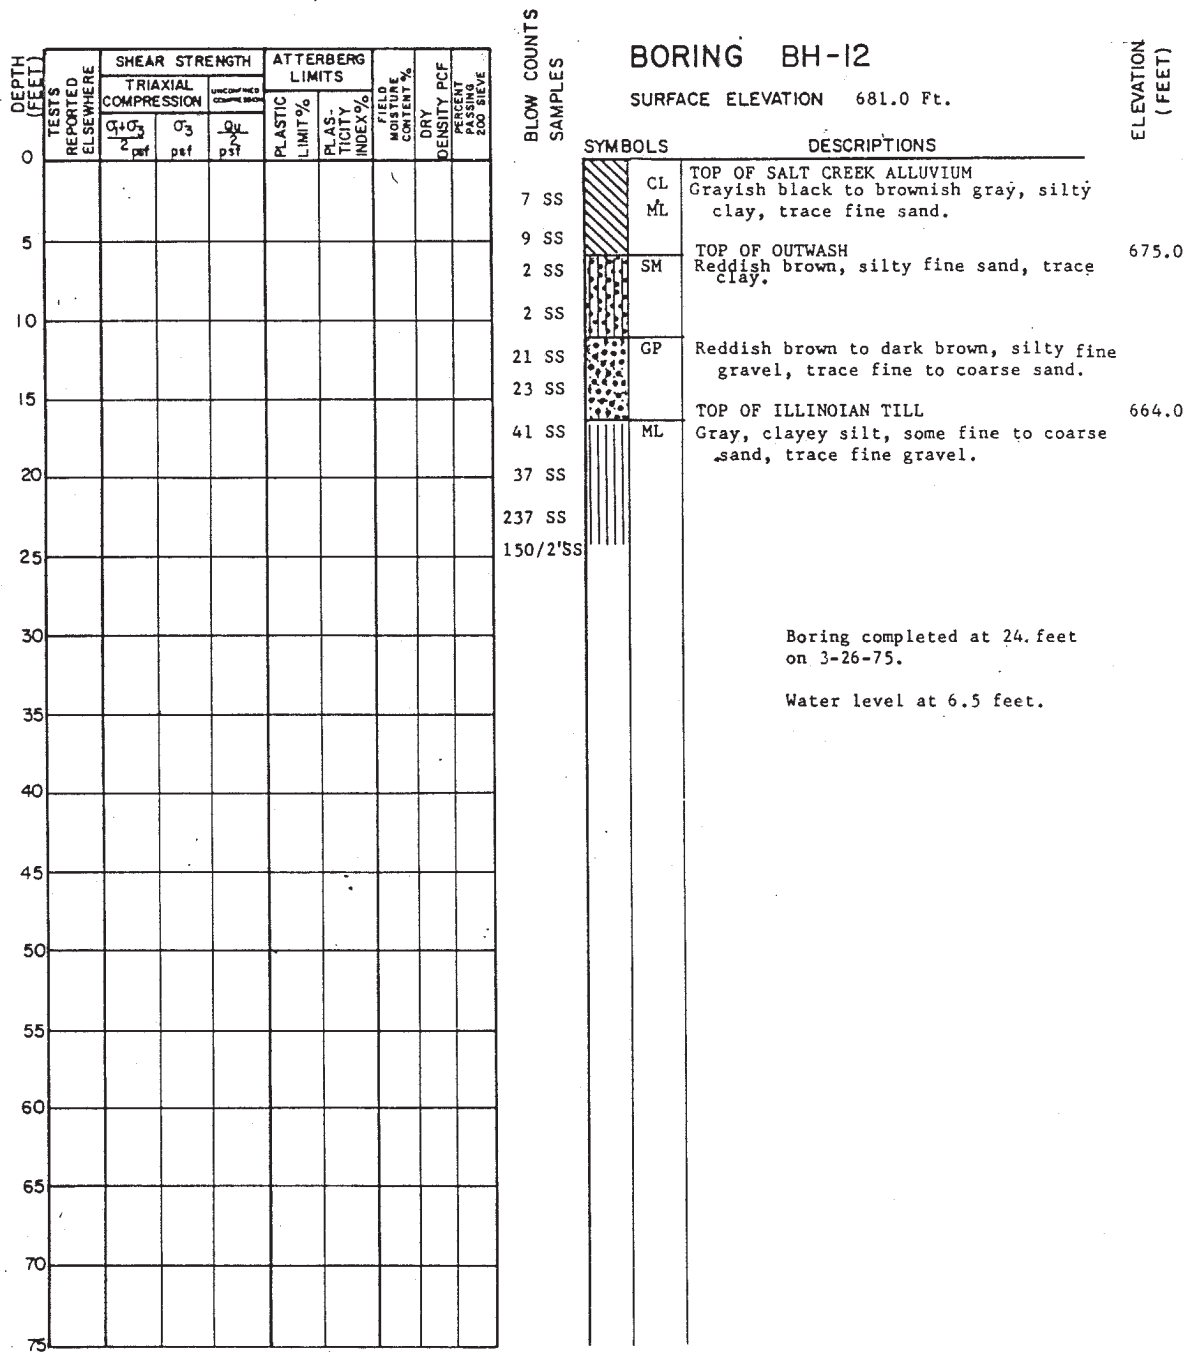 BORING BH-12
SURFACE ELEVATION 681.0 Ft.
DEPTH (FEET)
TESTS REPORTED ELSEWHERE
SHEAR STRENGTH
TRIAXIAL COMPRESSION
UNCONFINED COMPRESSION
σ1+σ3 / 2 psf
σ3 psf
Qu / 2 psf
ATTERBERG LIMITS
PLASTIC LIMIT %
PLAS- TICITY INDEX %
FIELD MOISTURE CONTENT %
DRY DENSITY PCF
PERCENT PASSING 200 SIEVE
BLOW COUNTS
SAMPLES
SYMBOLS
DESCRIPTIONS
ELEVATION (FEET)
0
TOP OF SALT CREEK ALLUVIUM
CL & ML
Grayish black to brownish gray, silty
clay, trace fine sand.
7 SS
5
9 SS
TOP OF OUTWASH 675.0
2 SS
SM
Reddish brown, silty fine sand, trace
clay.
10
2 SS
21 SS
GP
Reddish brown to dark brown, silty fine
gravel, trace fine to coarse sand.
23 SS
15
TOP OF ILLINOIAN TILL 664.0
41 SS
ML
Gray, clayey silt, some fine to coarse
sand, trace fine gravel.
20
37 SS
237 SS
25
150/2"SS
30
Boring completed at 24. feet
on 3-26-75.
35
Water level at 6.5 feet.
40
45
50
55
60
65
70
75